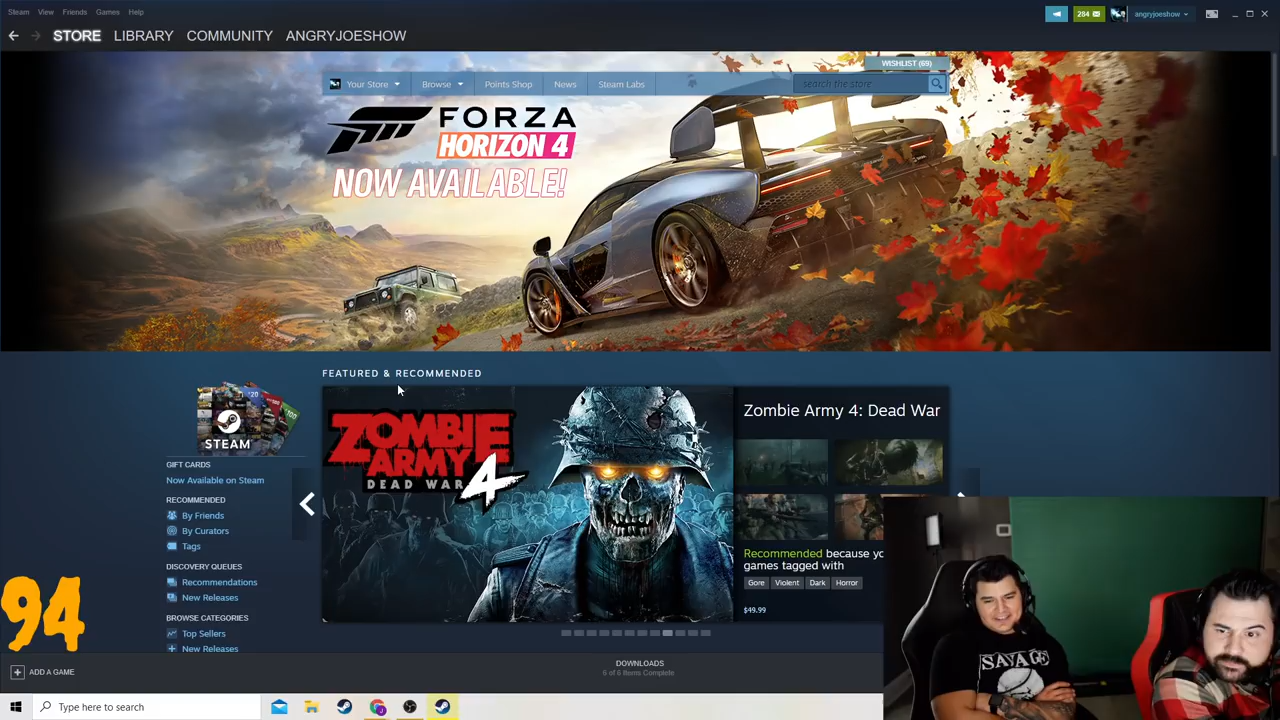 Steam View Friends Games Help
284
angryjoeshow
STORE LIBRARY COMMUNITY ANGRYJOESHOW
WISHLIST (69)
Your Store Browse Points Shop News Steam Labs
search the store
FORZA
HORIZON 4
NOW AVAILABLE!
FEATURED & RECOMMENDED
STEAM
GIFT CARDS
Now Available on Steam
RECOMMENDED
By Friends
By Curators
Tags
DISCOVERY QUEUES
Recommendations
New Releases
BROWSE CATEGORIES
Top Sellers
New Releases
ZOMBIE
ARMY
DEAD WAR 4
Zombie Army 4: Dead War
Recommended because yo
games tagged with
Gore Violent Dark Horror
$49.99
94
SAVAGE
ADD A GAME
DOWNLOADS
6 of 6 Items Complete
Type here to search